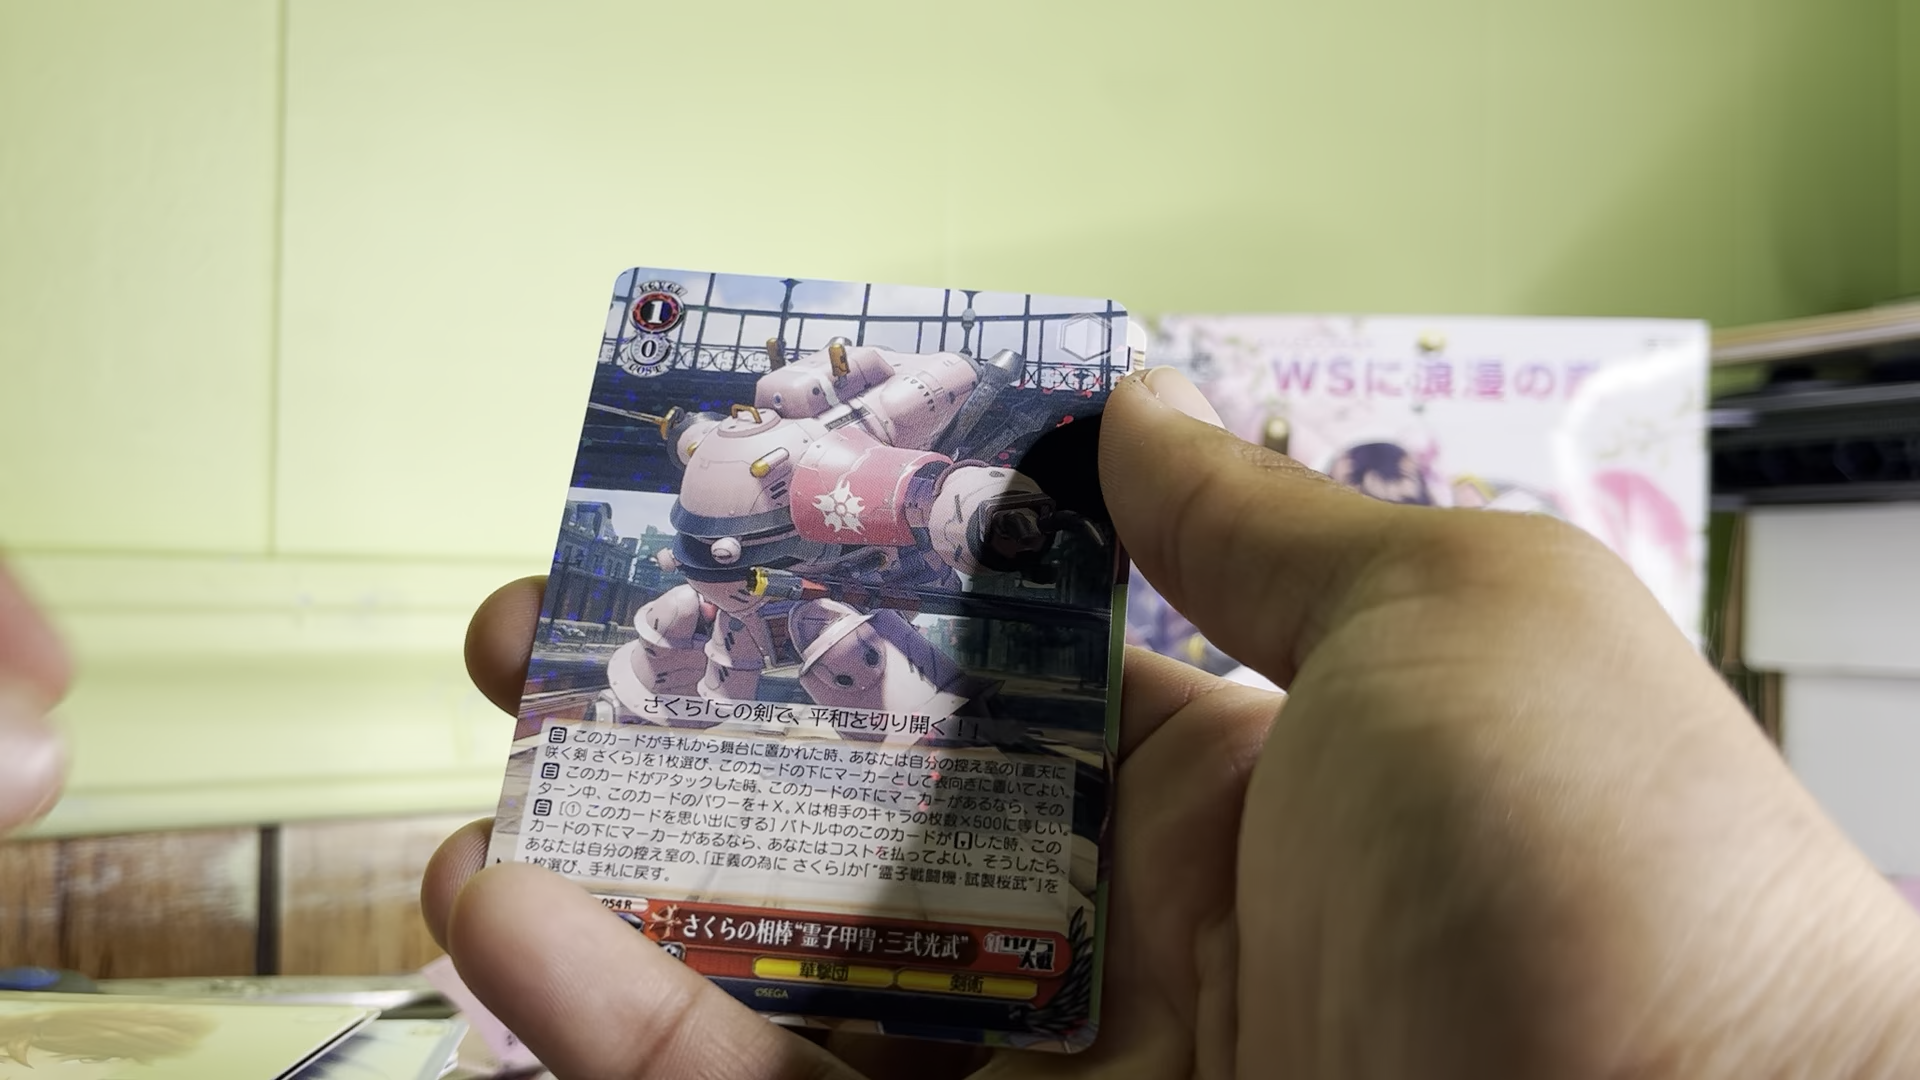 LEVEL
1
0
COST
WSに浪漫の
さくら「この剣で、平和を切り開く！」
自 このカードが手札から舞台に置かれた時、あなたは自分の控え室の「蒼天に
咲く剣 さくら」を1枚選び、このカードの下にマーカーとして表向きに置いてよい。
自 このカードがアタックした時、このカードの下にマーカーがあるなら、その
ターン中、このカードのパワーを＋X。Xは相手のキャラの枚数×500に等しい。
自 ［① このカードを思い出にする］ バトル中のこのカードが した時、この
カードの下にマーカーがあるなら、あなたはコストを払ってよい。そうしたら、
あなたは自分の控え室の、「正義の為に さくら」か「“霊子戦闘機・試製桜武”」を
1枚選び、手札に戻す。
054 R
さくらの相棒“霊子甲冑・三式光武”
新サクラ大戦
華撃団 剣術
©SEGA